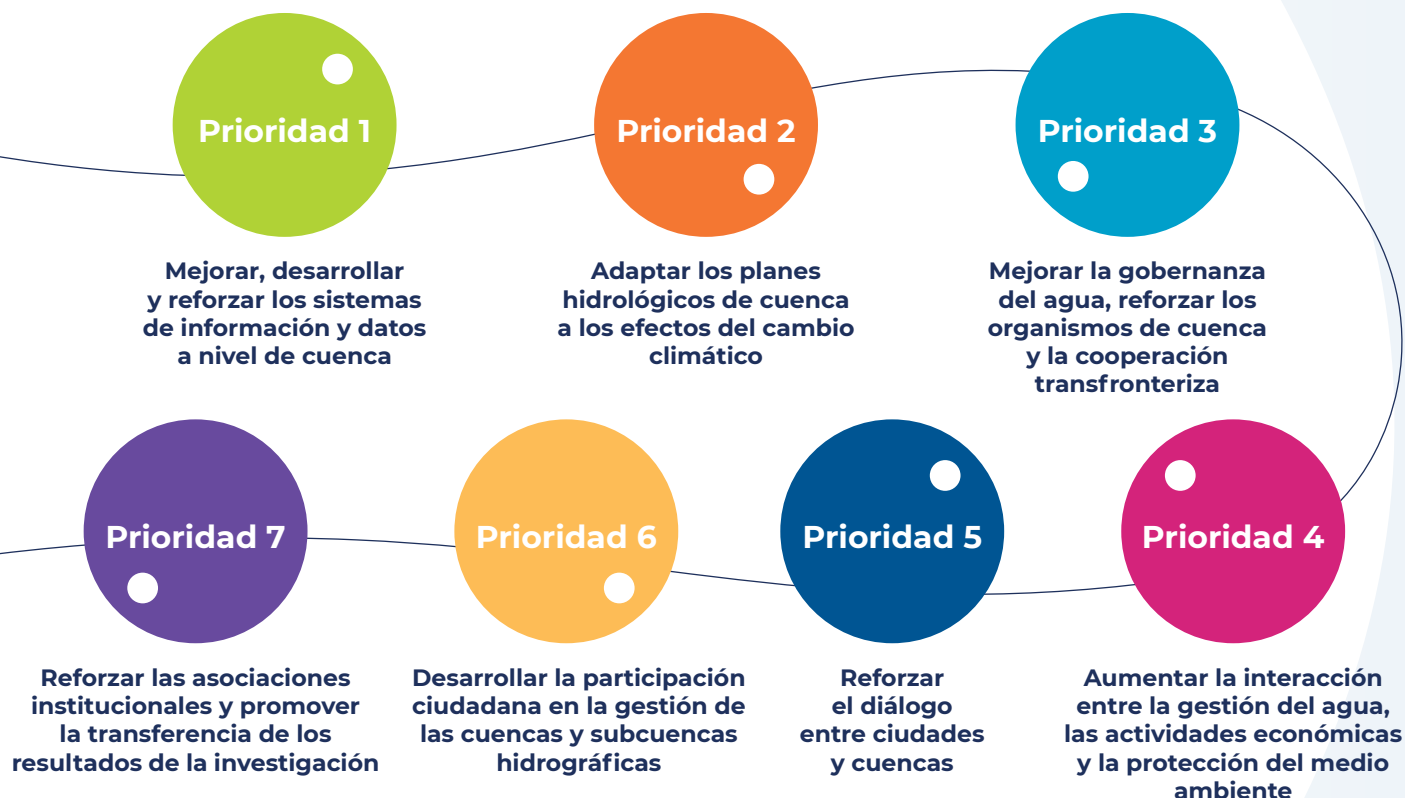 Prioridad 1
Mejorar, desarrollar
y reforzar los sistemas
de información y datos
a nivel de cuenca
Prioridad 2
Adaptar los planes
hidrológicos de cuenca
a los efectos del cambio
climático
Prioridad 3
Mejorar la gobernanza
del agua, reforzar los
organismos de cuenca
y la cooperación
transfronteriza
Prioridad 4
Aumentar la interacción
entre la gestión del agua,
las actividades económicas
y la protección del medio
ambiente
Prioridad 5
Reforzar
el diálogo
entre ciudades
y cuencas
Prioridad 6
Desarrollar la participación
ciudadana en la gestión de
las cuencas y subcuencas
hidrográficas
Prioridad 7
Reforzar las asociaciones
institucionales y promover
la transferencia de los
resultados de la investigación